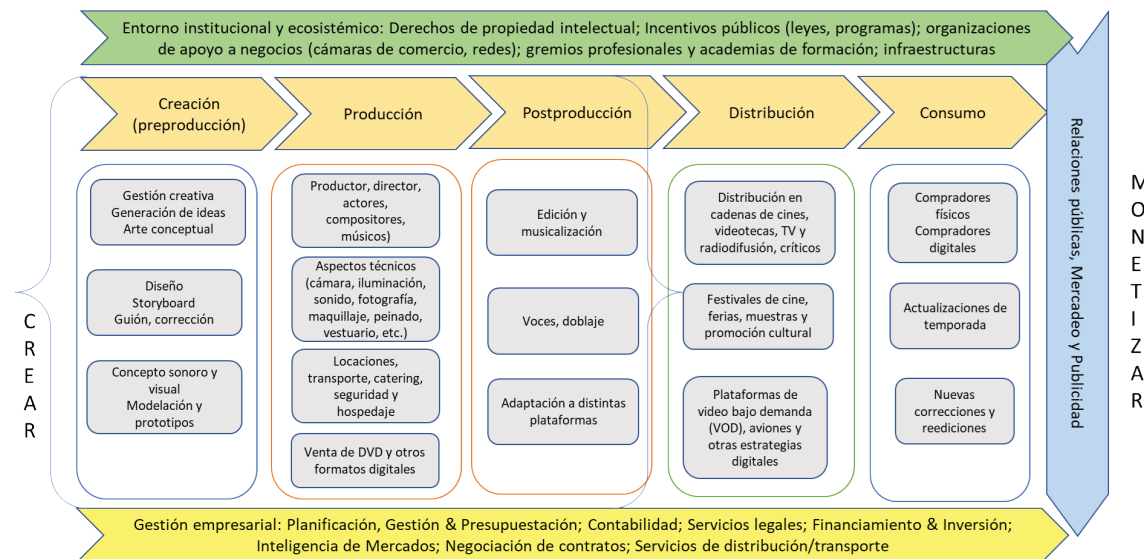 Entorno institucional y ecosistémico: Derechos de propiedad intelectual; Incentivos públicos (leyes, programas); organizaciones
de apoyo a negocios (cámaras de comercio, redes); gremios profesionales y academias de formación; infraestructuras
Creación
(preproducción)
Producción
Postproducción
Distribución
Consumo
Gestión creativa
Generación de ideas
Arte conceptual
Diseño
Storyboard
Guión, corrección
Concepto sonoro y
visual
Modelación y
prototipos
Productor, director,
actores,
compositores,
músicos)
Aspectos técnicos
(cámara, iluminación,
sonido, fotografía,
maquillaje, peinado,
vestuario, etc.)
Locaciones,
transporte, catering,
seguridad y
hospedaje
Venta de DVD y otros
formatos digitales
Edición y
musicalización
Voces, doblaje
Adaptación a distintas
plataformas
Distribución en
cadenas de cines,
videotecas, TV y
radiodifusión, críticos
Festivales de cine,
ferias, muestras y
promoción cultural
Plataformas de
video bajo demanda
(VOD), aviones y
otras estrategias
digitales
Compradores
físicos
Compradores
digitales
Actualizaciones de
temporada
Nuevas
correcciones y
reediciones
Relaciones públicas, Mercadeo y Publicidad
CREAR
MONETIZAR
Gestión empresarial: Planificación, Gestión & Presupuestación; Contabilidad; Servicios legales; Financiamiento & Inversión;
Inteligencia de Mercados; Negociación de contratos; Servicios de distribución/transporte